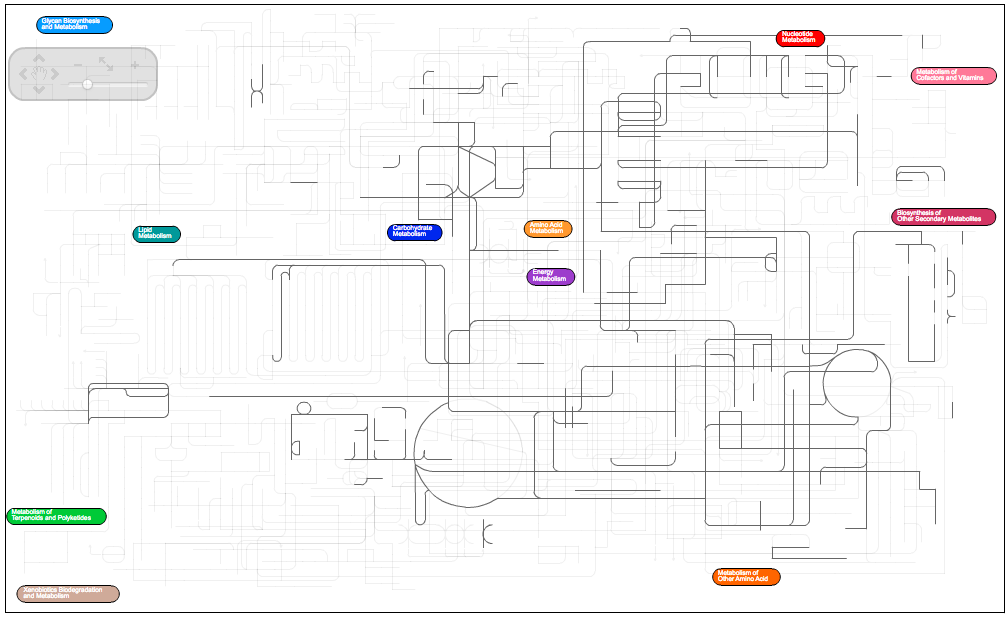 Glycan Biosynthesis
and Metabolism
Nucleotide
Metabolism
Metabolism of
Cofactors and Vitamins
Biosynthesis of
Other Secondary Metabolites
Lipid
Metabolism
Carbohydrate
Metabolism
Amino Acid
Metabolism
Energy
Metabolism
Metabolism of
Terpenoids and Polyketides
Metabolism of
Other Amino Acid
Xenobiotics Biodegradation
and Metabolism